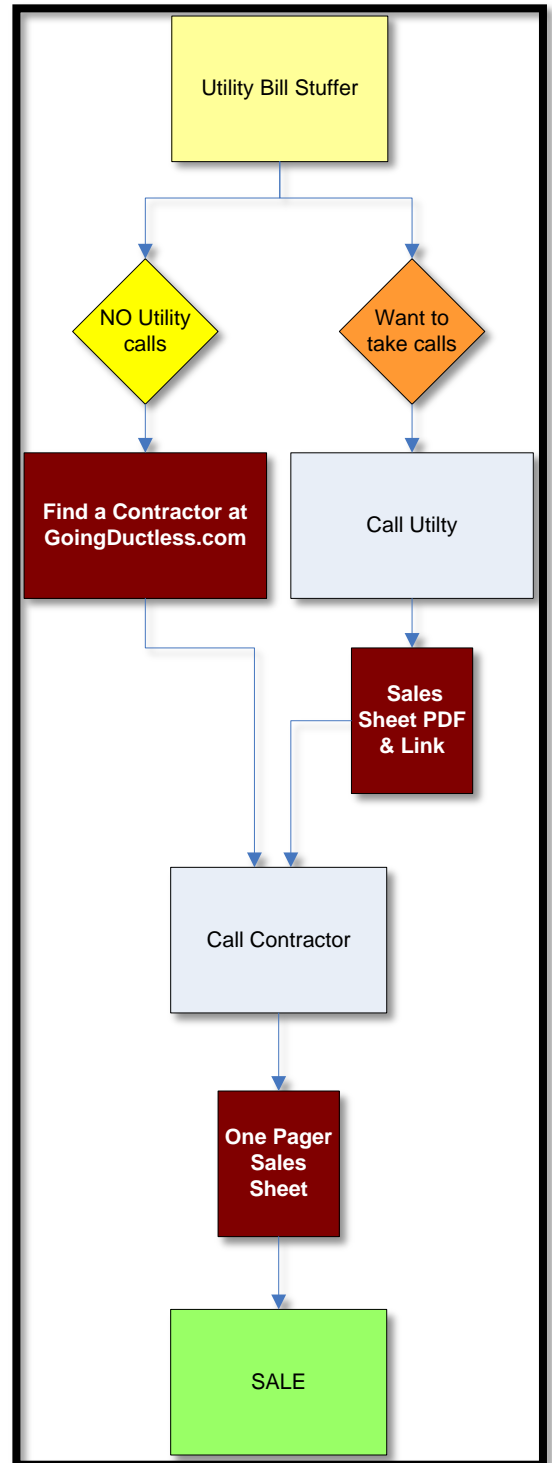 Utility Bill Stuffer
NO Utility
calls
Want to
take calls
Find a Contractor at
GoingDuctless.com
Call Utilty
Sales
Sheet PDF
& Link
Call Contractor
One Pager
Sales
Sheet
SALE